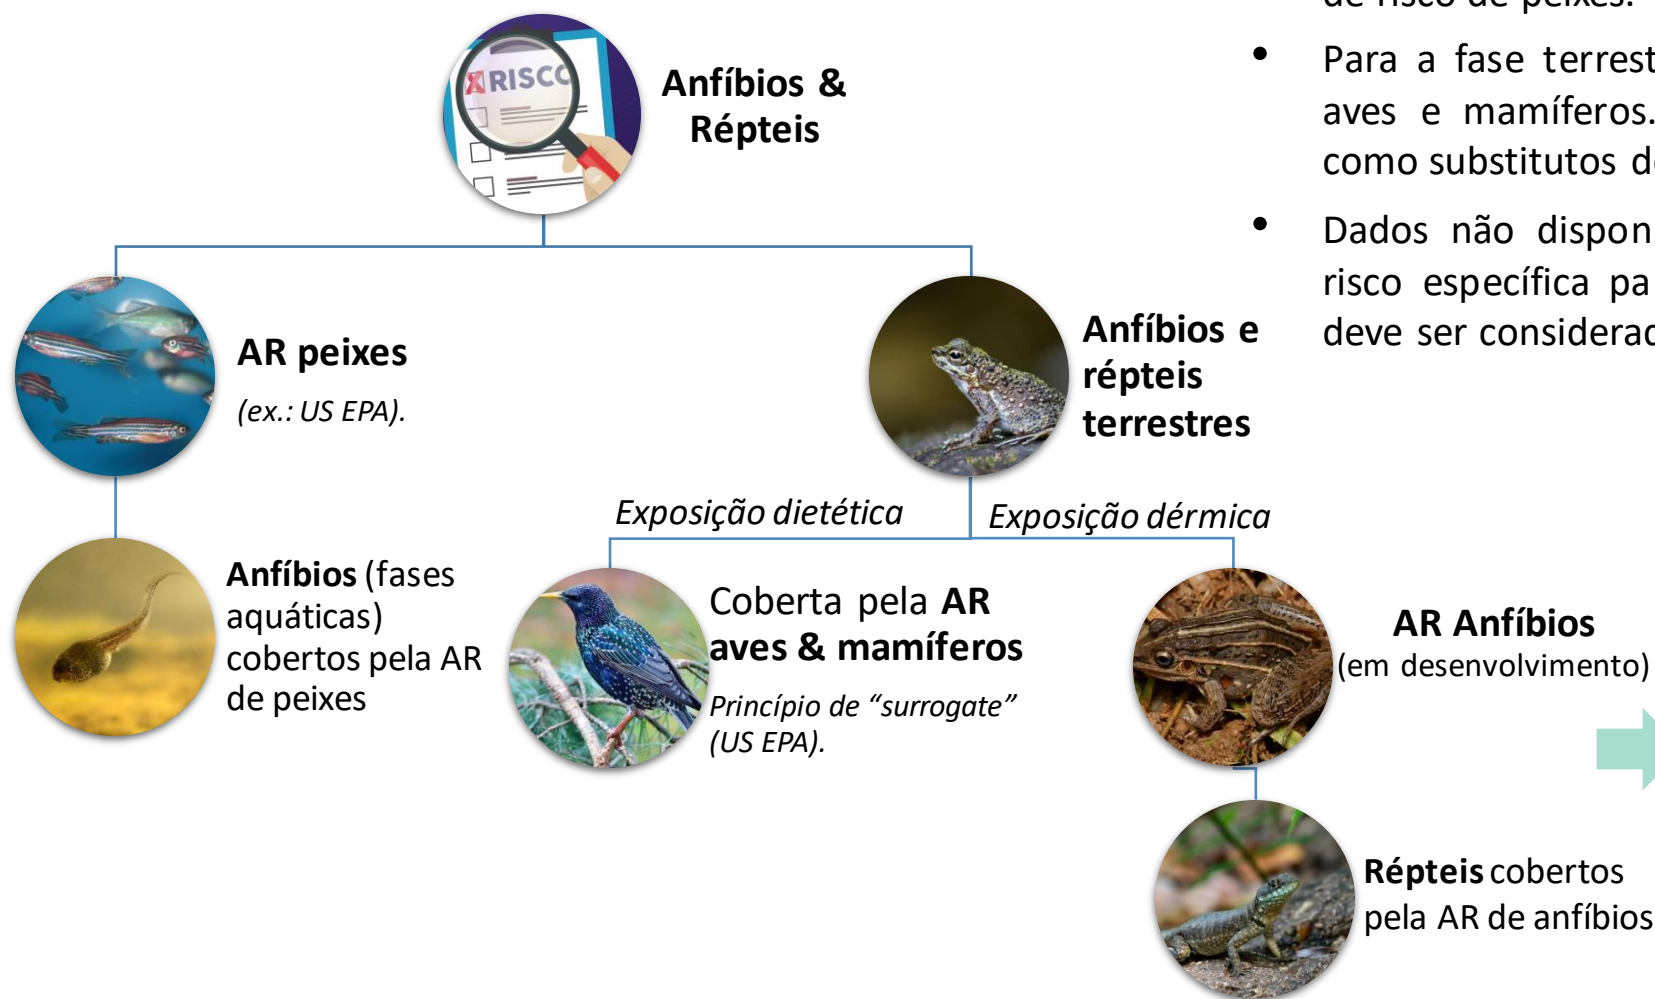 RISCO
Anfíbios &
Répteis
de risco de peixes.
• Para a fase terrest
aves e mamíferos.
como substitutos d
• Dados não dispon
risco específica pa
deve ser considerad
AR peixes
(ex.: US EPA).
Anfíbios e
répteis
terrestres
Exposição dietética
Exposição dérmica
Anfíbios (fases
aquáticas)
cobertos pela AR
de peixes
Coberta pela AR
aves & mamíferos
Princípio de “surrogate”
(US EPA).
AR Anfíbios
(em desenvolvimento)
Répteis cobertos
pela AR de anfíbios